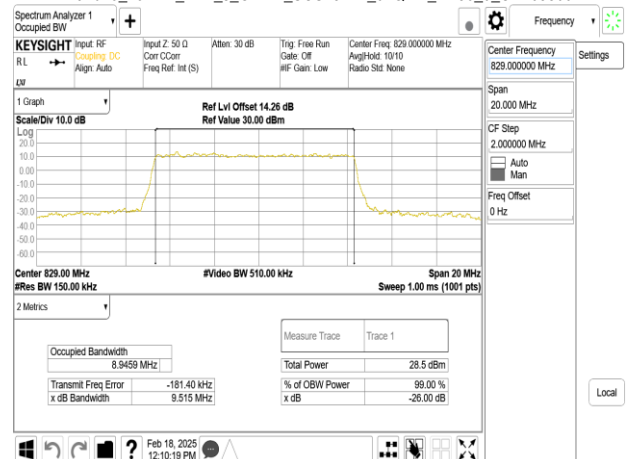 Spectrum Analyzer 1
Occupied BW
Frequency
KEYSIGHT
RL
LXI
Input: RF
Coupling: DC
Align: Auto
Input Z: 50 Ω
Corr CCorr
Freq Ref: Int (S)
Atten: 30 dB
Trig: Free Run
Gate: Off
#IF Gain: Low
Center Freq: 829.000000 MHz
Avg|Hold: 10/10
Radio Std: None
Center Frequency
829.000000 MHz
Settings
Span
20.000 MHz
CF Step
2.000000 MHz
Auto
Man
Freq Offset
0 Hz
1 Graph
Scale/Div 10.0 dB
Ref Lvl Offset 14.26 dB
Ref Value 30.00 dBm
Log
20.0
10.0
0.00
-10.0
-20.0
-30.0
-40.0
-50.0
-60.0
Center 829.00 MHz
#Video BW 510.00 kHz
Span 20 MHz
#Res BW 150.00 kHz
Sweep 1.00 ms (1001 pts)
2 Metrics
Measure Trace Trace 1
Occupied Bandwidth
8.9459 MHz
Total Power 28.5 dBm
Transmit Freq Error -181.40 kHz
% of OBW Power 99.00 %
x dB Bandwidth 9.515 MHz
x dB -26.00 dB
Local
?
Feb 18, 2025
12:10:19 PM